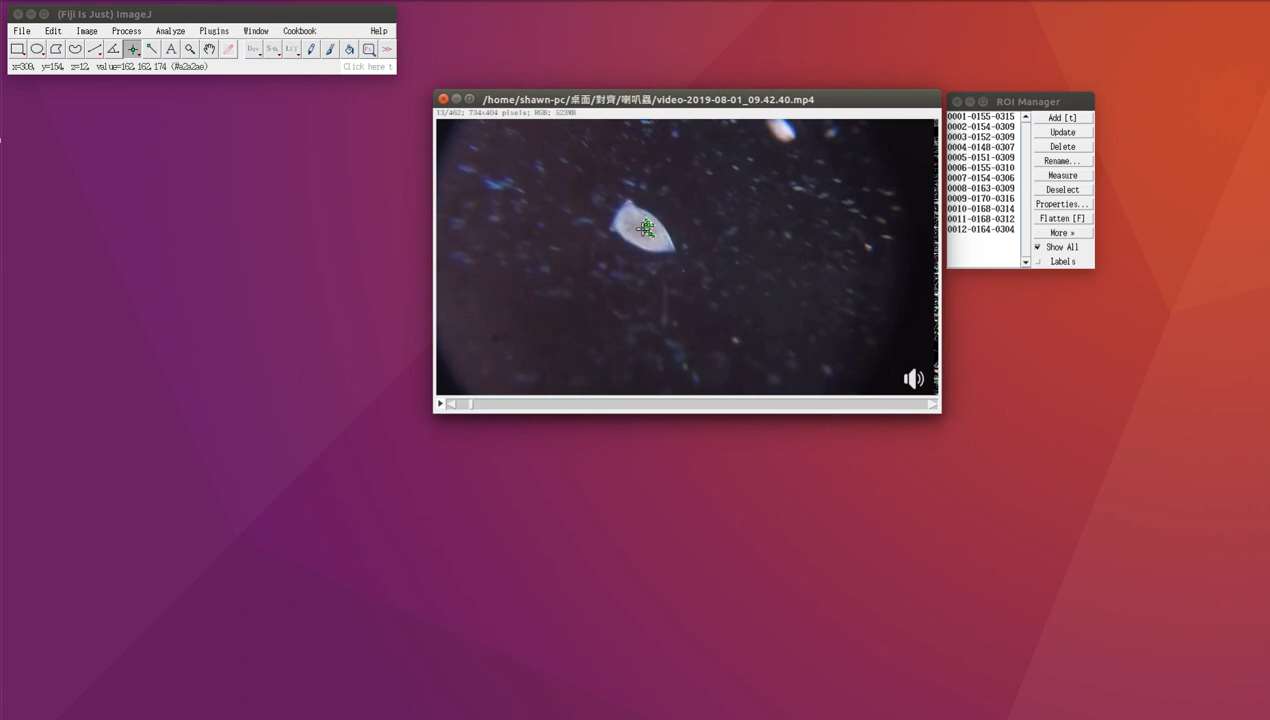 (Fiji Is Just) ImageJ
File Edit Image Process Analyze Plugins Window Cookbook Help
Dev Stk LUT
x=309, y=154, z=12, value=162,162,174 (#a2a2ae)
Click here t
/home/shawn-pc/桌面/對齊/喇叭蟲/video-2019-08-01_09.42.40.mp4
13/462; 734x404 pixels; RGB; 523MB
ROI Manager
0001-0155-0315
0002-0154-0309
0003-0152-0309
0004-0148-0307
0005-0151-0309
0006-0155-0310
0007-0154-0306
0008-0163-0309
0009-0170-0316
0010-0168-0314
0011-0168-0312
0012-0164-0304
Add [t]
Update
Delete
Rename...
Measure
Deselect
Properties...
Flatten [F]
More »
Show All
Labels